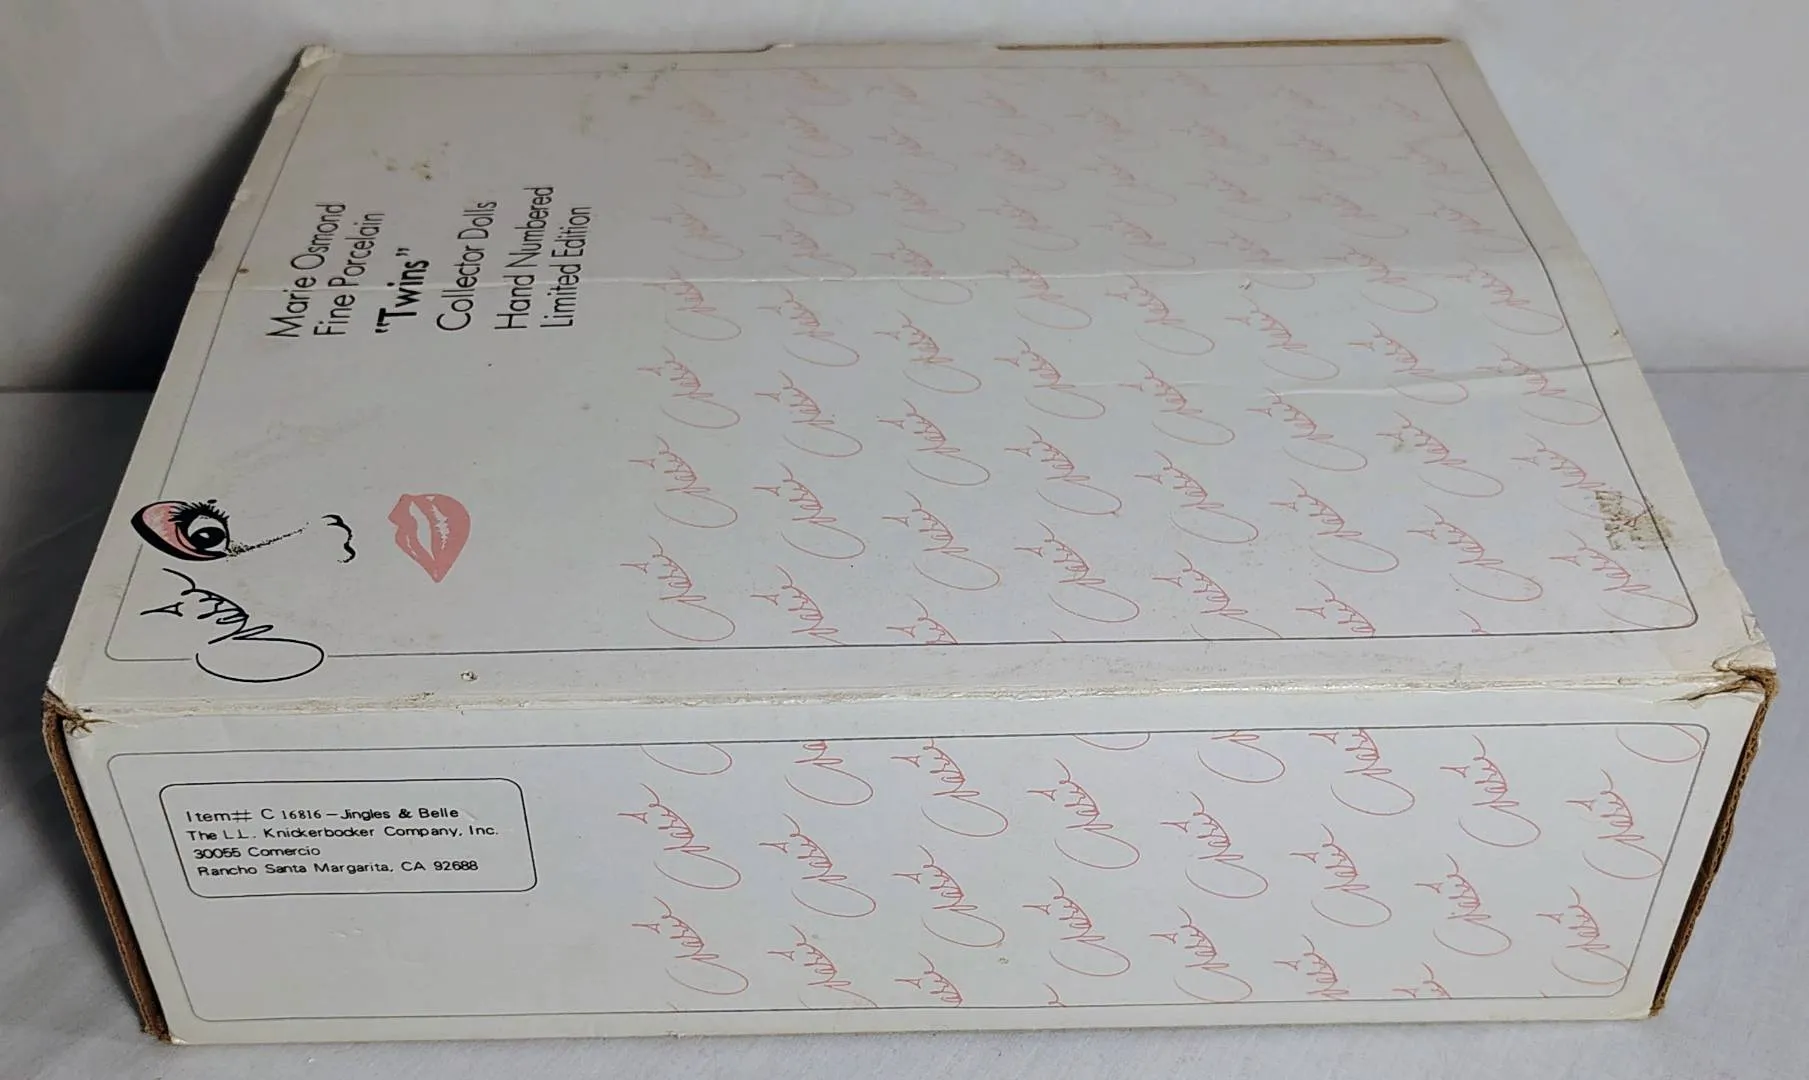 Marie Osmond
Fine Porcelain
"Twins"
Collector Dolls
Hand Numbered
Limited Edition
Marie
Item# C 16816 – Jingles & Belle
The L.L. Knickerbocker Company, Inc.
30055 Comercio
Rancho Santa Margarita, CA 92688